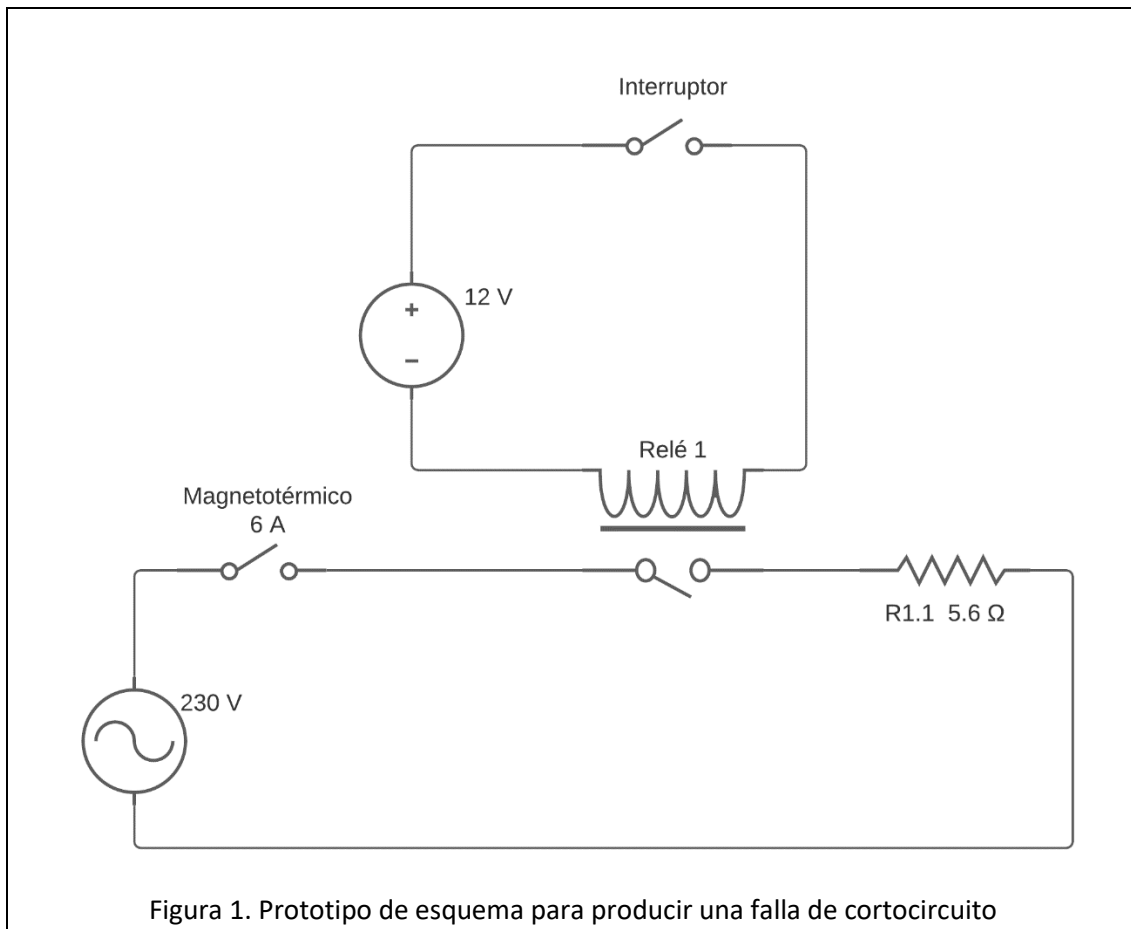 Interruptor
12 V
Relé 1
Magnetotérmico
6 A
R1.1  5.6 Ω
230 V
Figura 1. Prototipo de esquema para producir una falla de cortocircuito